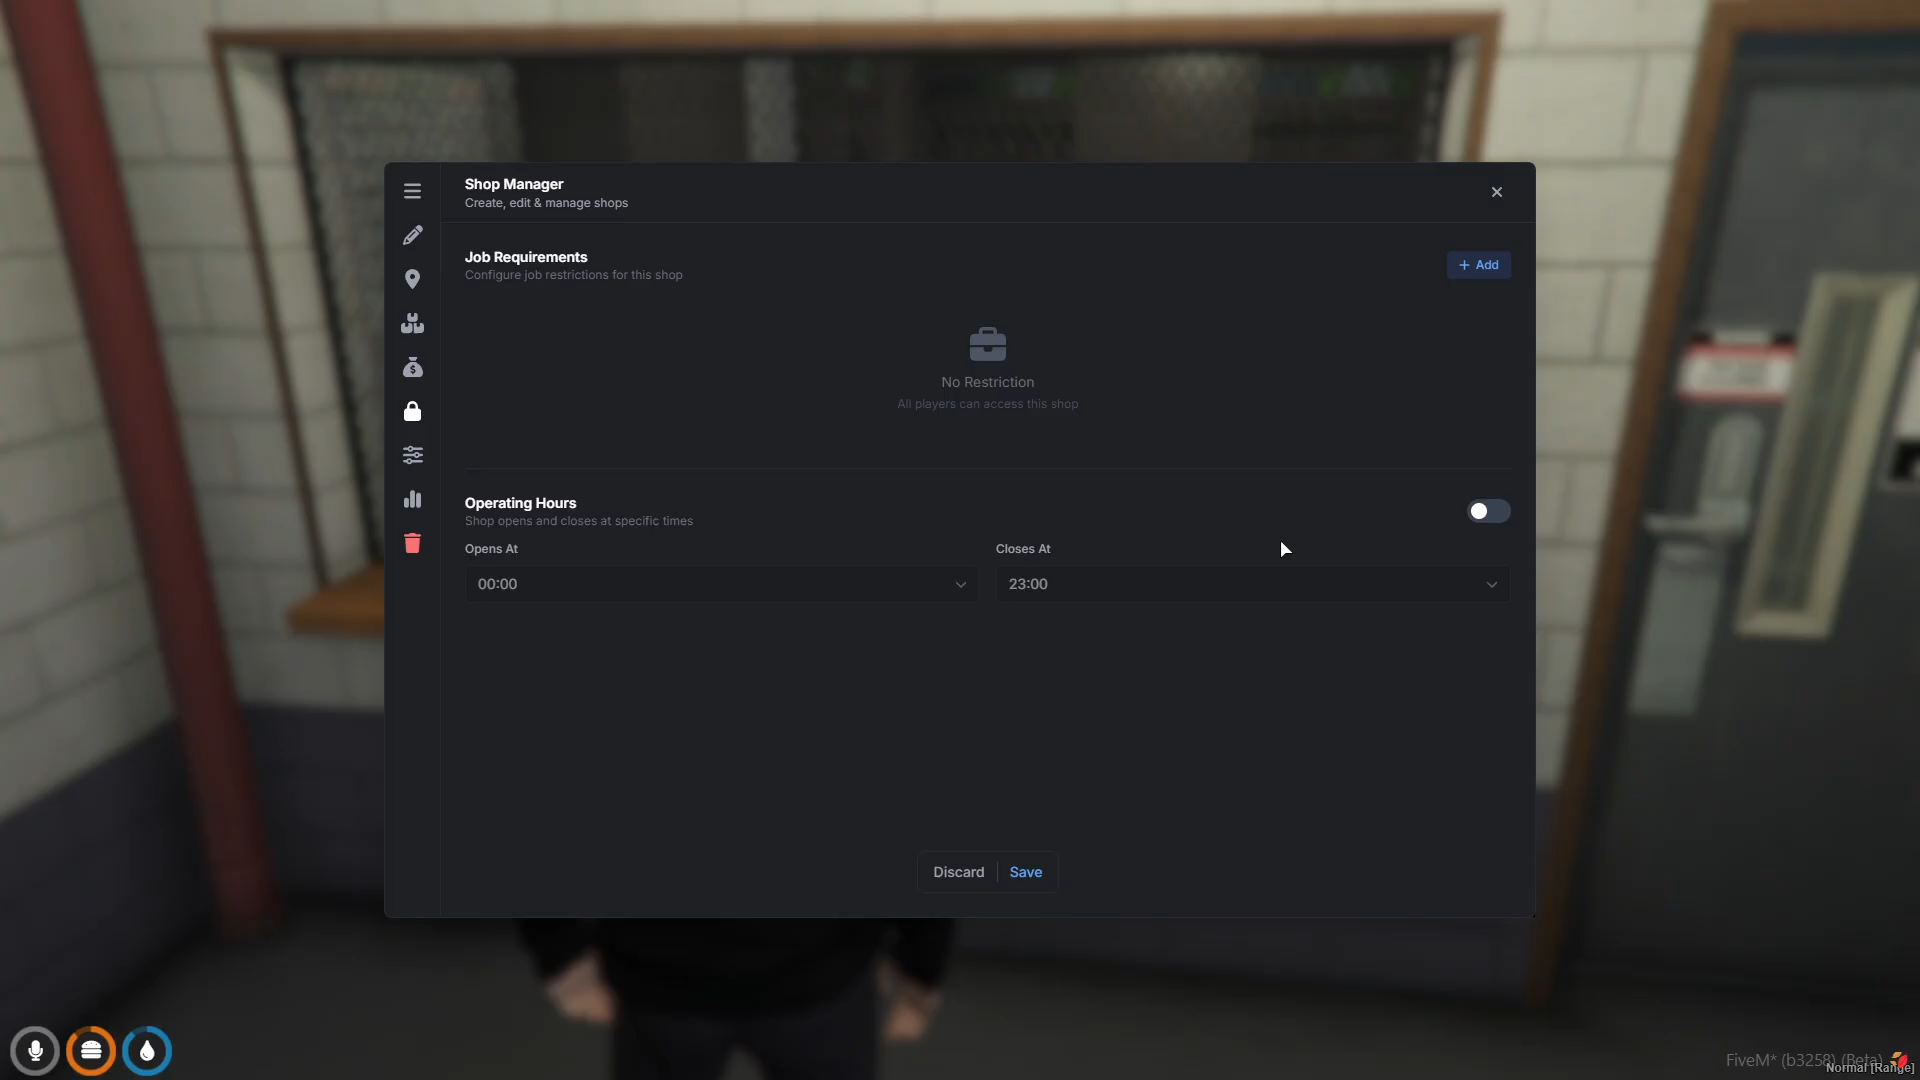 Shop Manager
Create, edit & manage shops
Job Requirements
Configure job restrictions for this shop
+ Add
No Restriction
All players can access this shop
Operating Hours
Shop opens and closes at specific times
Opens At
Closes At
00:00
23:00
Discard
Save
FiveM* (b3258) (Beta)
Normal [Range]